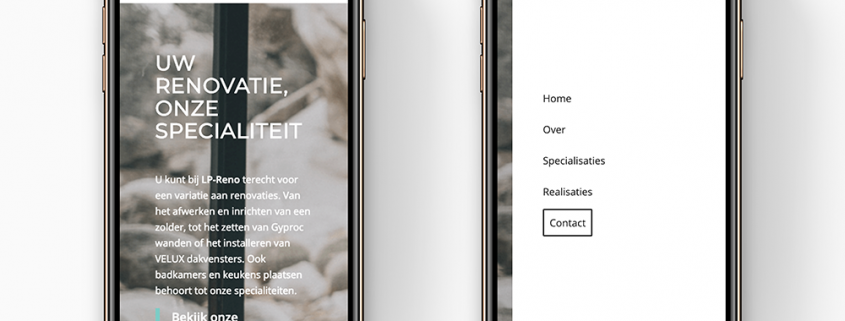 UW
RENOVATIE,
ONZE
SPECIALITEIT
U kunt bij LP-Reno terecht voor
een variatie aan renovaties. Van
het afwerken en inrichten van een
zolder, tot het zetten van Gyproc
wanden of het installeren van
VELUX dakvensters. Ook
badkamers en keukens plaatsen
behoort tot onze specialiteiten.
Bekijk onze
Home
Over
Specialisaties
Realisaties
Contact